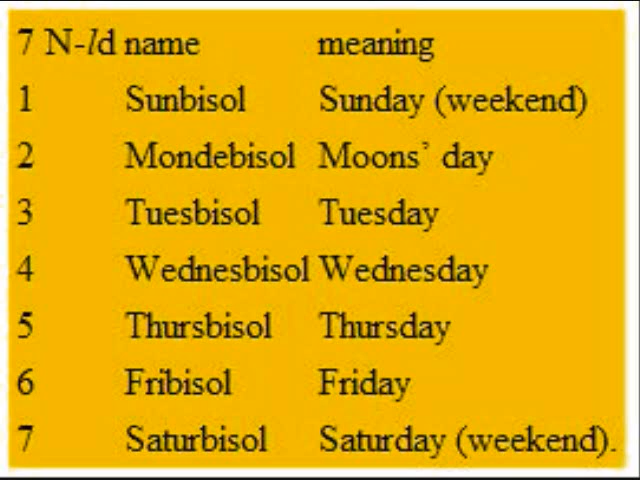 7 N-ld name meaning
1 Sunbisol Sunday (weekend)
2 Mondebisol Moons’ day
3 Tuesbisol Tuesday
4 Wednesbisol Wednesday
5 Thursbisol Thursday
6 Fribisol Friday
7 Saturbisol Saturday (weekend).